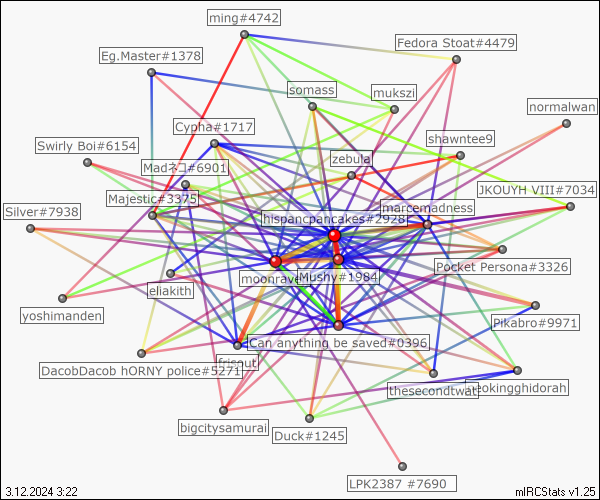 ming#4742
Fedora Stoat#4479
Eg.Master#1378
somass
mukszi
normalwan
Cypha#1717
shawntee9
Swirly Boi#6154
zebula
Madネコ#6901
JKOUYH VIII#7034
Majestic#3375
marcemadness
Silver#7938
hispancpancakes#2928
Pocket Persona#3326
moonrave
Mushy#1984
eliakith
yoshimanden
Pikabro#9971
Can anything be saved#0396
DacobDacob hORNY police#5271
thesecondtwat
bigcitysamurai
Duck#1245
LPK2387 #7690
3.12.2024 3:22
mIRCStats v1.25